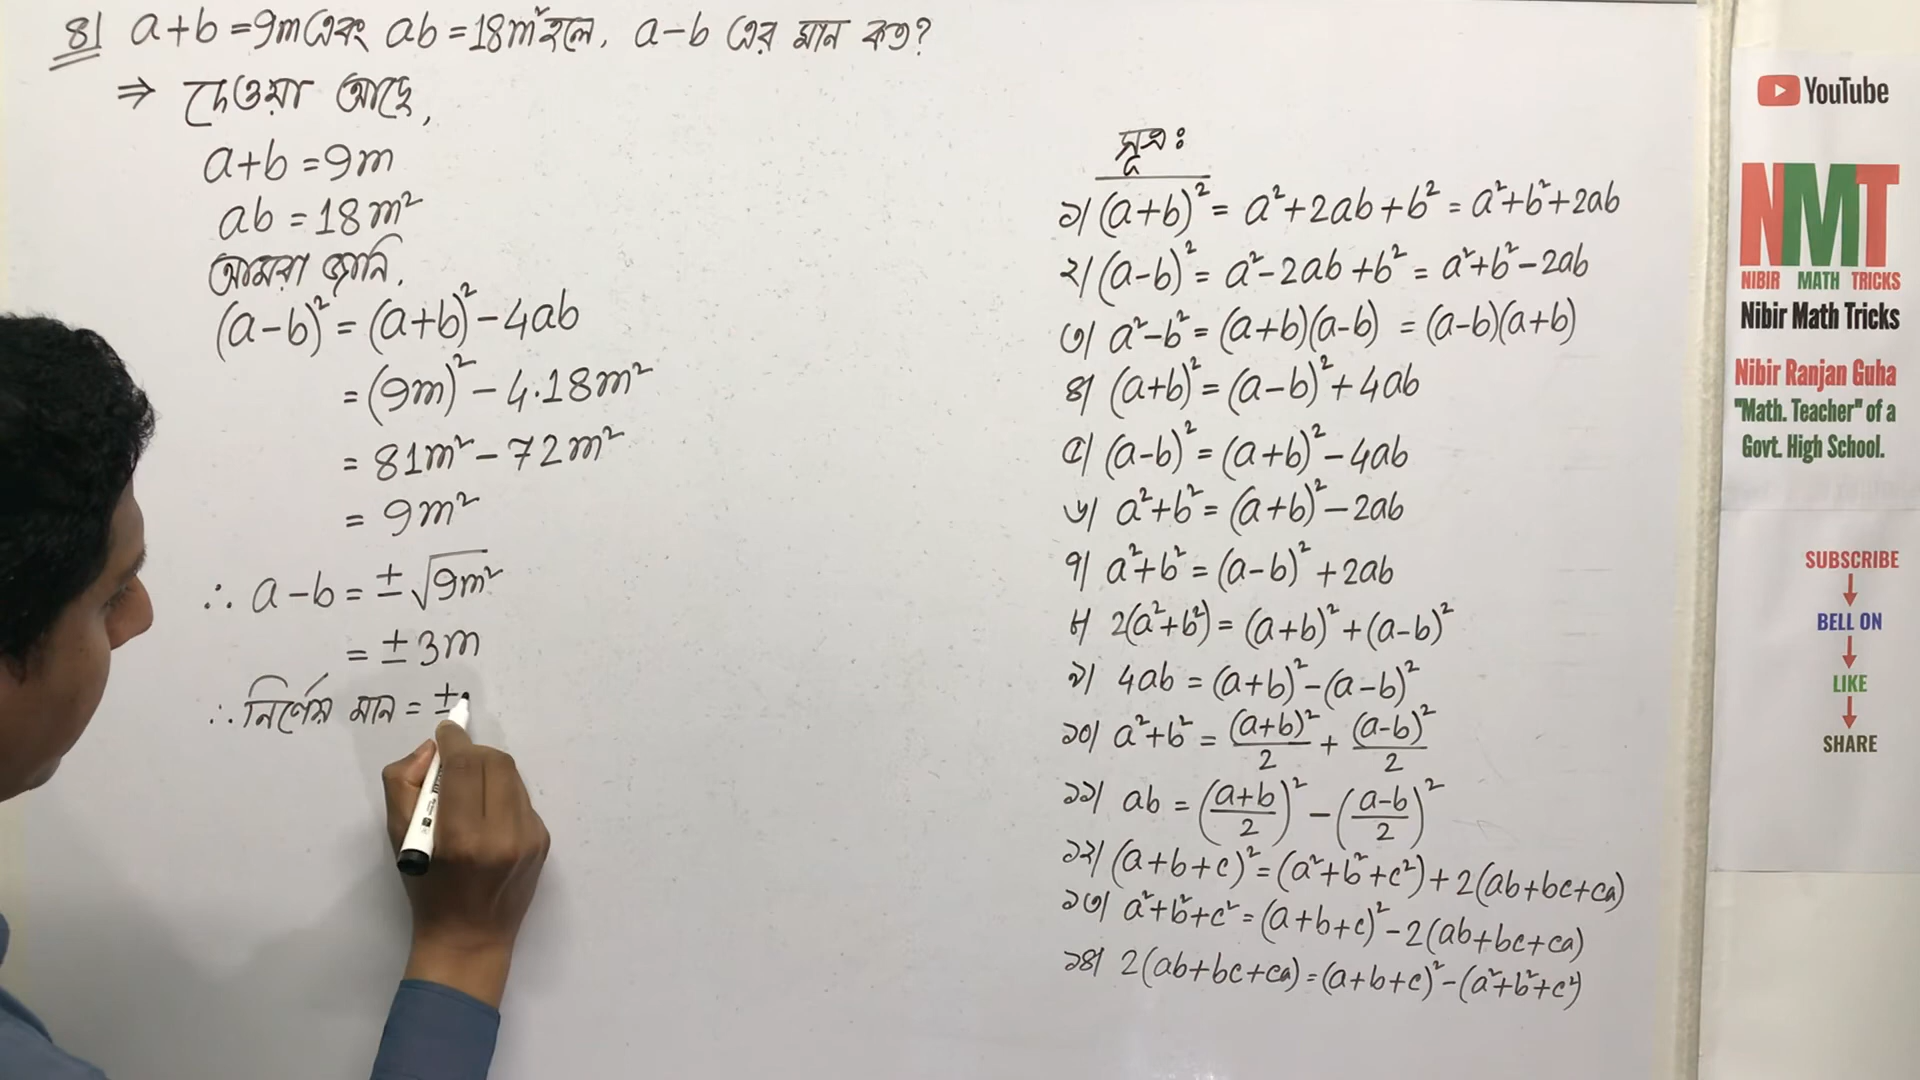 ৪। a+b=9m এবং ab=18m² হলে, a-b এর মান কত?
⇒ দেওয়া আছে,
a+b=9m
ab=18m²
আমরা জানি,
(a-b)²=(a+b)²-4ab
=(9m)²-4.18m²
=81m²-72m²
=9m²
∴ a-b=±√9m²
=±3m
∴ নির্ণেয় মান=±
সূত্রঃ
১। (a+b)²=a²+2ab+b²=a²+b²+2ab
২। (a-b)²=a²-2ab+b²=a²+b²-2ab
৩। a²-b²=(a+b)(a-b)=(a-b)(a+b)
৪। (a+b)²=(a-b)²+4ab
৫। (a-b)²=(a+b)²-4ab
৬। a²+b²=(a+b)²-2ab
৭। a²+b²=(a-b)²+2ab
৮। 2(a²+b²)=(a+b)²+(a-b)²
৯। 4ab=(a+b)²-(a-b)²
১০। a²+b²=(a+b)²/2+(a-b)²/2
১১। ab=((a+b)/2)²-((a-b)/2)²
১২। (a+b+c)²=(a²+b²+c²)+2(ab+bc+ca)
১৩। a²+b²+c²=(a+b+c)²-2(ab+bc+ca)
১৪। 2(ab+bc+ca)=(a+b+c)²-(a²+b²+c²)
YouTube
NMT
NIBIR MATH TRICKS
Nibir Math Tricks
Nibir Ranjan Guha
"Math. Teacher" of a
Govt. High School.
SUBSCRIBE
↓
BELL ON
↓
LIKE
↓
SHARE